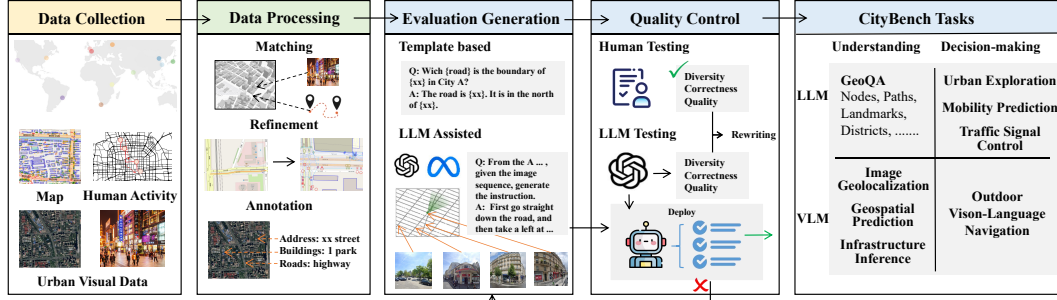 Data Collection
Map
Human Activity
Urban Visual Data
Data Processing
Matching
Refinement
Annotation
Address: xx street
Buildings: 1 park
Roads: highway
Evaluation Generation
Template based
Q: Wich {road} is the boundary of
{xx} in City A?
A: The road is {xx}. It is in the north
of {xx}.
LLM Assisted
Q: From the A ... ,
given the image
sequence, generate
the instruction.
A: First go straight
down the road, and
then take a left at ...
Quality Control
Human Testing
Diversity
Correctness
Quality
Rewriting
LLM Testing
Diversity
Correctness
Quality
Deploy
CityBench Tasks
Understanding
Decision-making
LLM
GeoQA
Nodes, Paths,
Landmarks,
Districts, .......
Urban Exploration
Mobility Prediction
Traffic Signal
Control
VLM
Image
Geolocalization
Geospatial
Prediction
Infrastructure
Inference
Outdoor
Vison-Language
Navigation